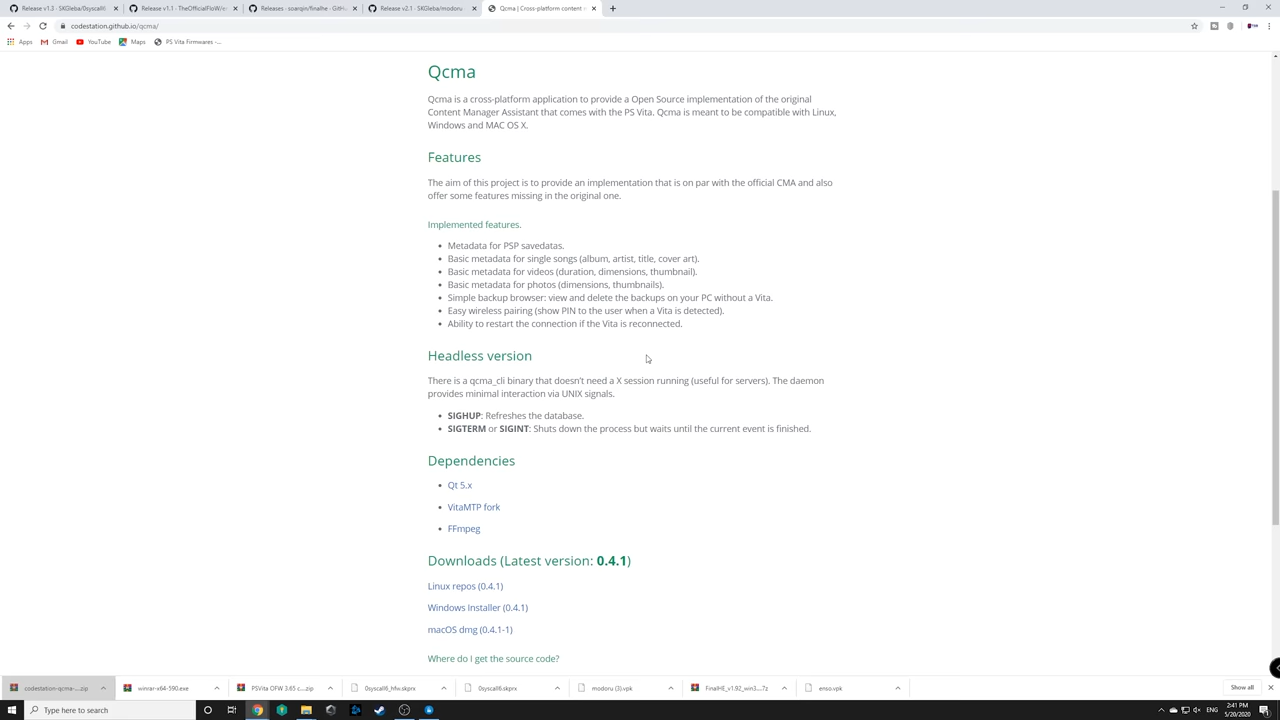 Release v1.3 · SKGleba/0syscall6
Release v1.1 · TheOfficialFloW/en
Releases · soarqin/finalhe · GitHu
Release v2.1 · SKGleba/modoru
Qcma | Cross-platform content
codestation.github.io/qcma/
Apps
Gmail
YouTube
Maps
PS Vita Firmwares -...
Qcma
Qcma is a cross-platform application to provide a Open Source implementation of the original
Content Manager Assistant that comes with the PS Vita. Qcma is meant to be compatible with Linux,
Windows and MAC OS X.
Features
The aim of this project is to provide an implementation that is on par with the official CMA and also
offer some features missing in the original one.
Implemented features.
• Metadata for PSP savedatas.
• Basic metadata for single songs (album, artist, title, cover art).
• Basic metadata for videos (duration, dimensions, thumbnail).
• Basic metadata for photos (dimensions, thumbnails).
• Simple backup browser: view and delete the backups on your PC without a Vita.
• Easy wireless pairing (show PIN to the user when a Vita is detected).
• Ability to restart the connection if the Vita is reconnected.
Headless version
There is a qcma_cli binary that doesn't need a X session running (useful for servers). The daemon
provides minimal interaction via UNIX signals.
• SIGHUP: Refreshes the database.
• SIGTERM or SIGINT: Shuts down the process but waits until the current event is finished.
Dependencies
• Qt 5.x
• VitaMTP fork
• FFmpeg
Downloads (Latest version: 0.4.1)
Linux repos (0.4.1)
Windows Installer (0.4.1)
macOS dmg (0.4.1-1)
Where do I get the source code?
codestation-qcma-....zip
winrar-x64-590.exe
PSVita OFW 3.65 c....zip
0syscall6_hfw.skprx
0syscall6.skprx
modoru (3).vpk
FinalHE_v1.92_win3....7z
enso.vpk
Show all
Type here to search
ENG
2:41 PM
5/20/2020